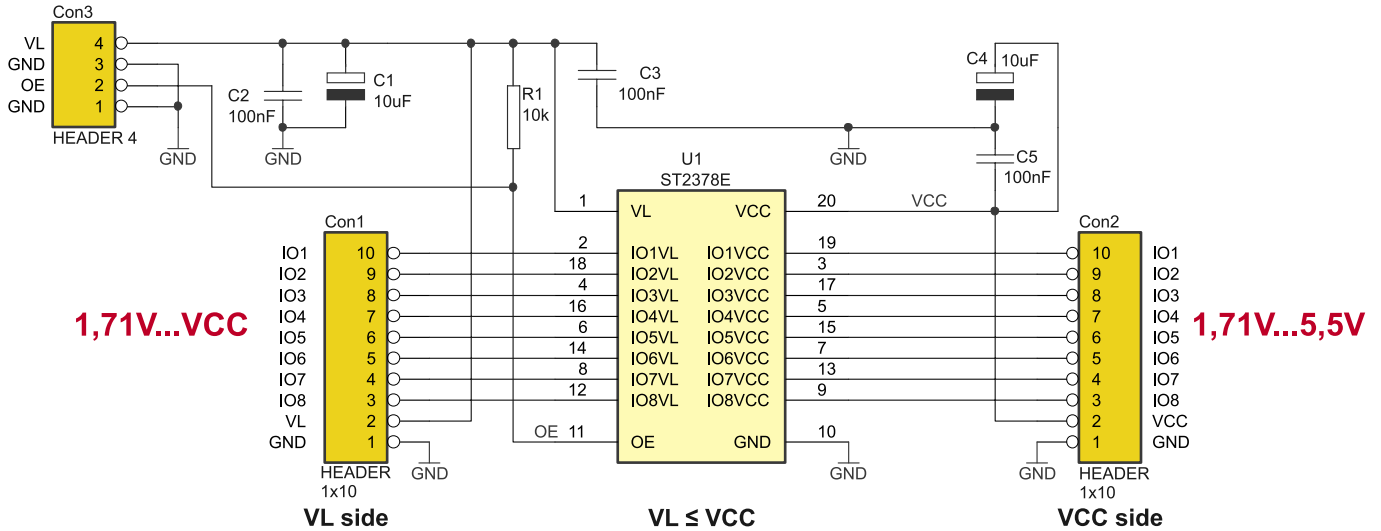 Con3
VL 4
GND 3
OE 2
GND 1
HEADER 4
GND
C2
100nF
GND
C1
10uF
R1
10k
C3
100nF
GND
C4
10uF
C5
100nF
U1
ST2378E
1 VL VCC 20 VCC
2 IO1VL IO1VCC 19
18 IO2VL IO2VCC 3
4 IO3VL IO3VCC 17
16 IO4VL IO4VCC 5
6 IO5VL IO5VCC 15
14 IO6VL IO6VCC 7
8 IO7VL IO7VCC 13
12 IO8VL IO8VCC 9
OE 11 OE GND 10
GND
Con1
IO1 10
IO2 9
IO3 8
IO4 7
IO5 6
IO6 5
IO7 4
IO8 3
VL 2
GND 1
GND
HEADER
1x10
1,71V...VCC
VL side
VL ≤ VCC
Con2
10 IO1
9 IO2
8 IO3
7 IO4
6 IO5
5 IO6
4 IO7
3 IO8
2 VCC
1 GND
GND
HEADER
1x10
1,71V...5,5V
VCC side